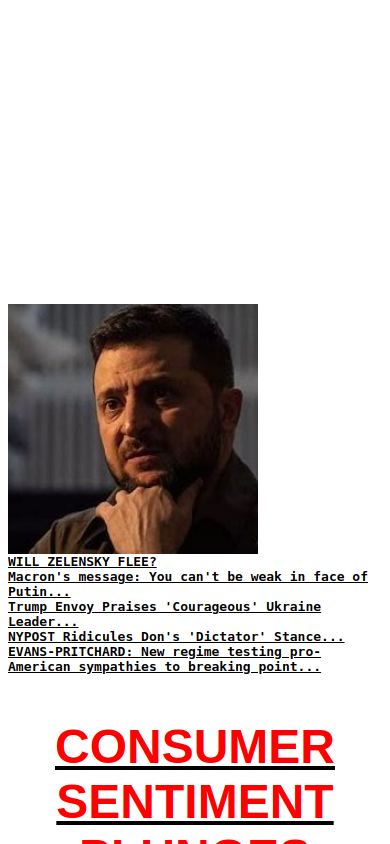 WILL ZELENSKY FLEE?
Macron's message: You can't be weak in face of
Putin...
Trump Envoy Praises 'Courageous' Ukraine
Leader...
NYPOST Ridicules Don's 'Dictator' Stance...
EVANS-PRITCHARD: New regime testing pro-
American sympathies to breaking point...
CONSUMER
SENTIMENT
PLUNGES